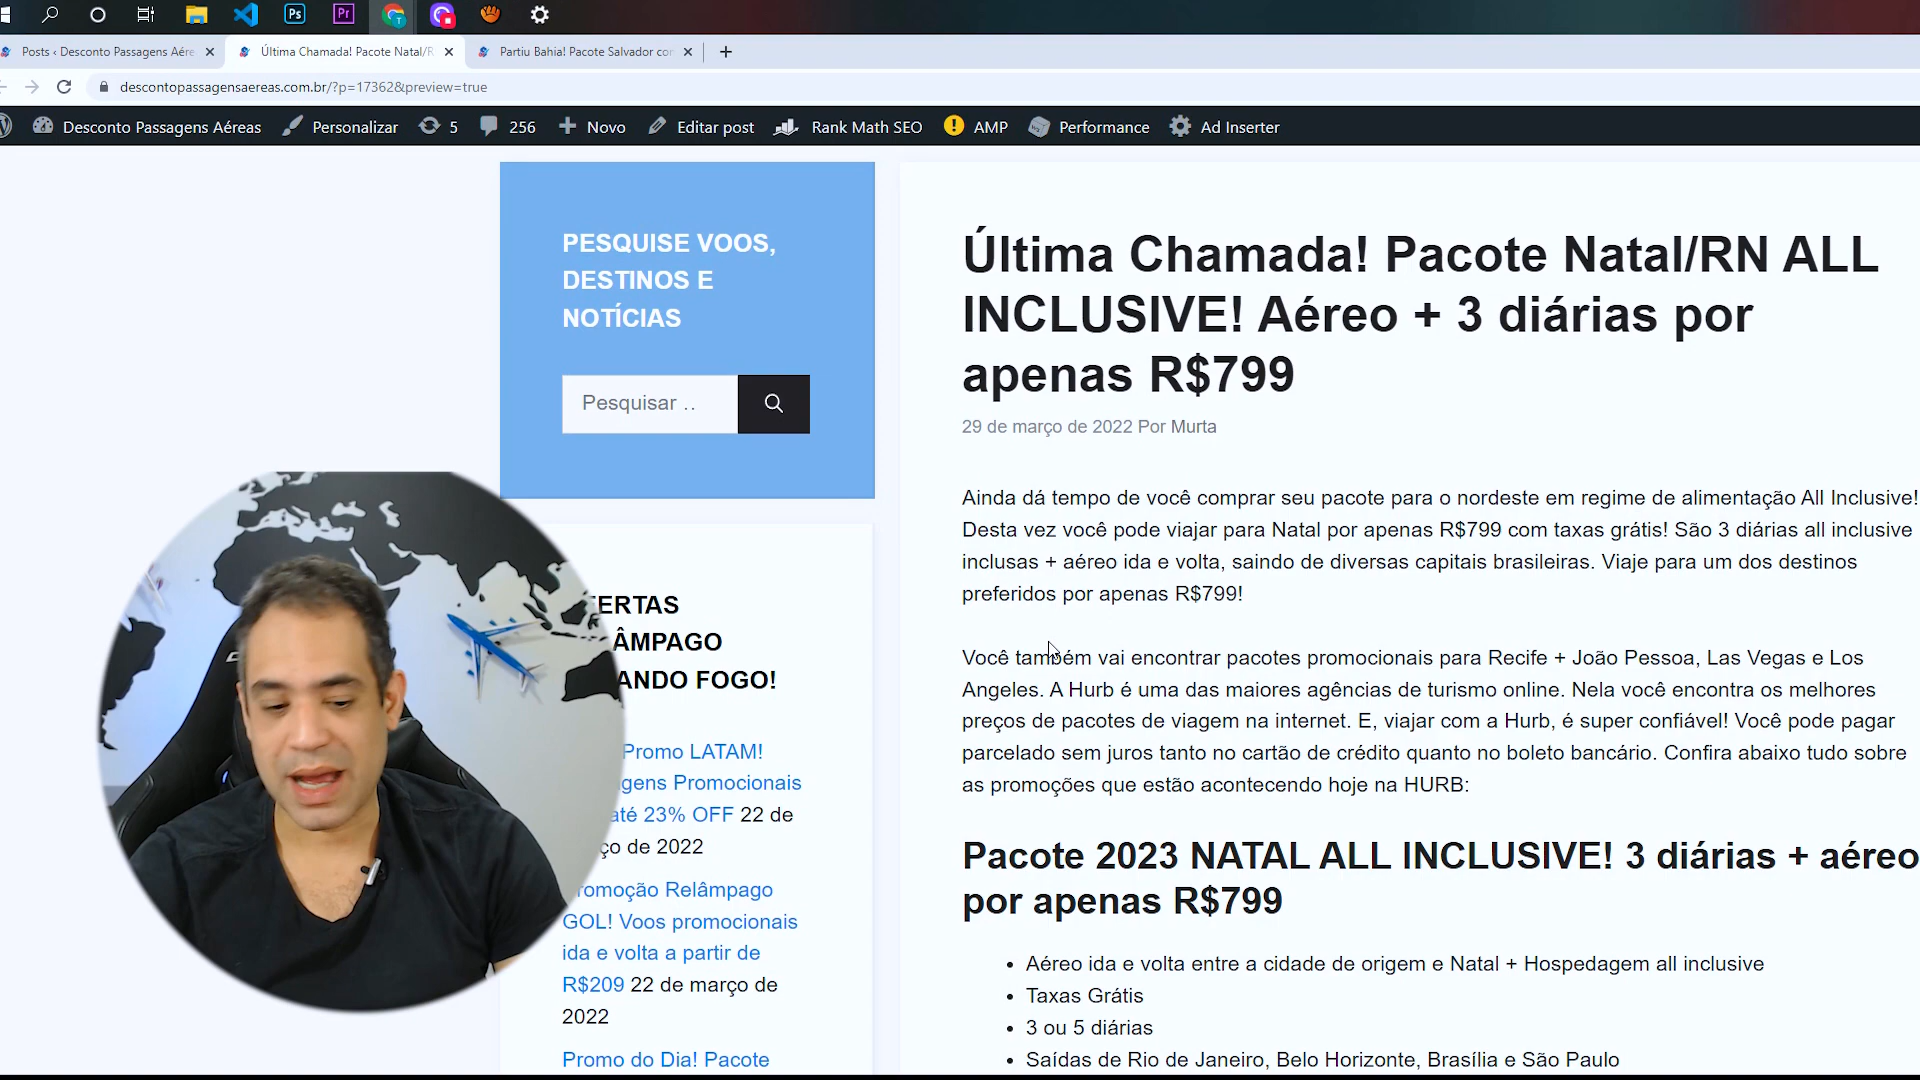 Posts ‹ Desconto Passagens Aére
Última Chamada! Pacote Natal/R
Partiu Bahia! Pacote Salvador co
descontopassagensaereas.com.br/?p=17362&preview=true
Desconto Passagens Aéreas
Personalizar
5
256
Novo
Editar post
Rank Math SEO
AMP
Performance
Ad Inserter
PESQUISE VOOS,
DESTINOS E
NOTÍCIAS
Pesquisar ..
FERTAS
ÂMPAGO
ANDO FOGO!
Promo LATAM!
gens Promocionais
até 23% OFF 22 de
ço de 2022
romoção Relâmpago
GOL! Voos promocionais
ida e volta a partir de
R$209 22 de março de
2022
Promo do Dia! Pacote
Última Chamada! Pacote Natal/RN ALL
INCLUSIVE! Aéreo + 3 diárias por
apenas R$799
29 de março de 2022 Por Murta
Ainda dá tempo de você comprar seu pacote para o nordeste em regime de alimentação All Inclusive!
Desta vez você pode viajar para Natal por apenas R$799 com taxas grátis! São 3 diárias all inclusive
inclusas + aéreo ida e volta, saindo de diversas capitais brasileiras. Viaje para um dos destinos
preferidos por apenas R$799!
Você também vai encontrar pacotes promocionais para Recife + João Pessoa, Las Vegas e Los
Angeles. A Hurb é uma das maiores agências de turismo online. Nela você encontra os melhores
preços de pacotes de viagem na internet. E, viajar com a Hurb, é super confiável! Você pode pagar
parcelado sem juros tanto no cartão de crédito quanto no boleto bancário. Confira abaixo tudo sobre
as promoções que estão acontecendo hoje na HURB:
Pacote 2023 NATAL ALL INCLUSIVE! 3 diárias + aéreo
por apenas R$799
• Aéreo ida e volta entre a cidade de origem e Natal + Hospedagem all inclusive
• Taxas Grátis
• 3 ou 5 diárias
• Saídas de Rio de Janeiro, Belo Horizonte, Brasília e São Paulo